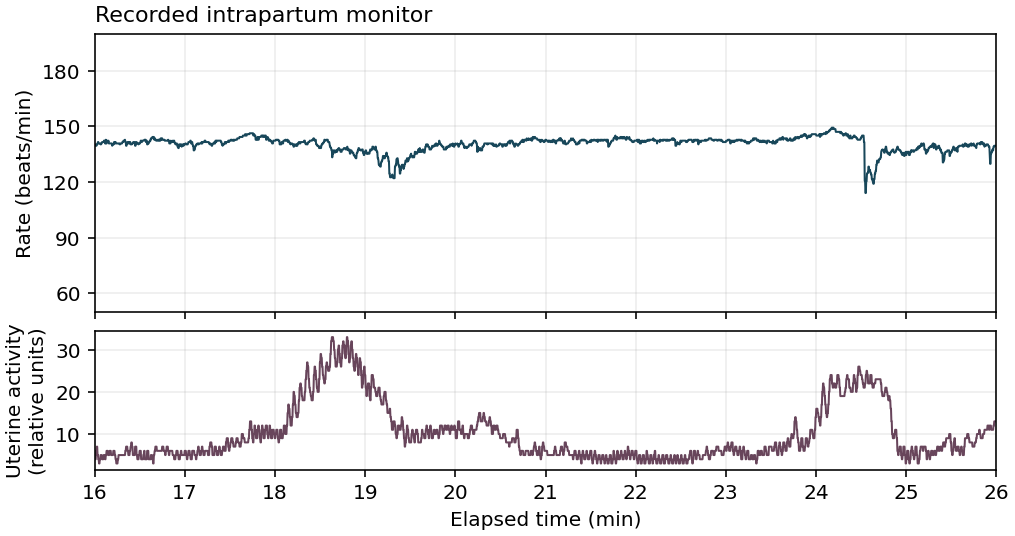 Recorded intrapartum monitor
Rate (beats/min)
180
150
120
90
60
Uterine activity
(relative units)
30
20
10
16 17 18 19 20 21 22 23 24 25 26
Elapsed time (min)